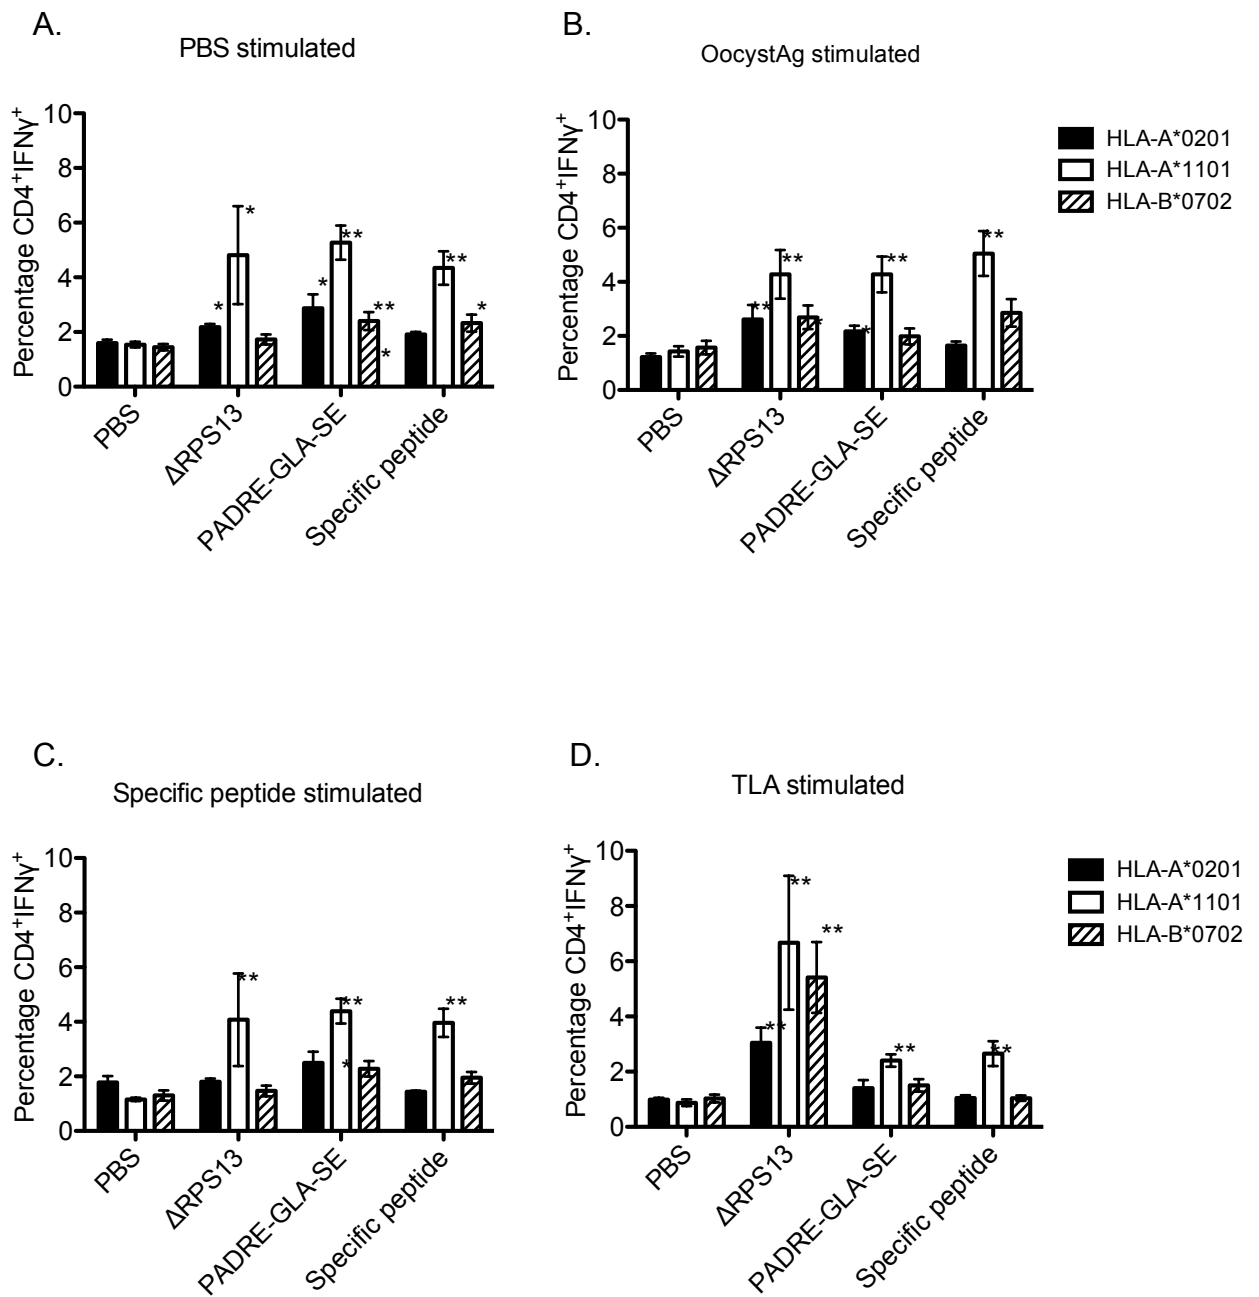 A.
PBS stimulated
Percentage CD4⁺IFNγ⁺
10
8
6
4
2
0
* * * ** ** * ** *
PBS
ΔRPS13
PADRE-GLA-SE
Specific peptide
B.
OocystAg stimulated
Percentage CD4⁺IFNγ⁺
10
8
6
4
2
0
** ** * * ** **
PBS
ΔRPS13
PADRE-GLA-SE
Specific peptide
HLA-A*0201
HLA-A*1101
HLA-B*0702
C.
Specific peptide stimulated
Percentage CD4⁺IFNγ⁺
10
8
6
4
2
0
** ** * **
PBS
ΔRPS13
PADRE-GLA-SE
Specific peptide
D.
TLA stimulated
Percentage CD4⁺IFNγ⁺
10
8
6
4
2
0
** ** ** ** **
PBS
ΔRPS13
PADRE-GLA-SE
Specific peptide
HLA-A*0201
HLA-A*1101
HLA-B*0702